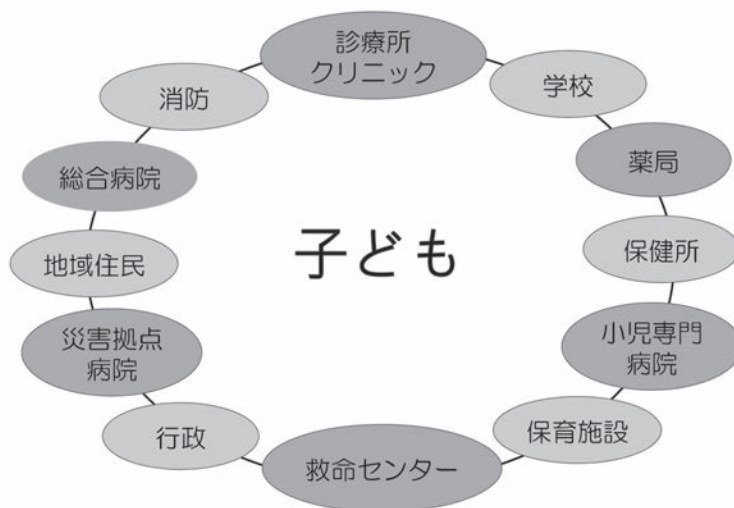 診療所
クリニック
消防
学校
総合病院
薬局
子ども
地域住民
保健所
災害拠点
病院
小児専門
病院
行政
保育施設
救命センター